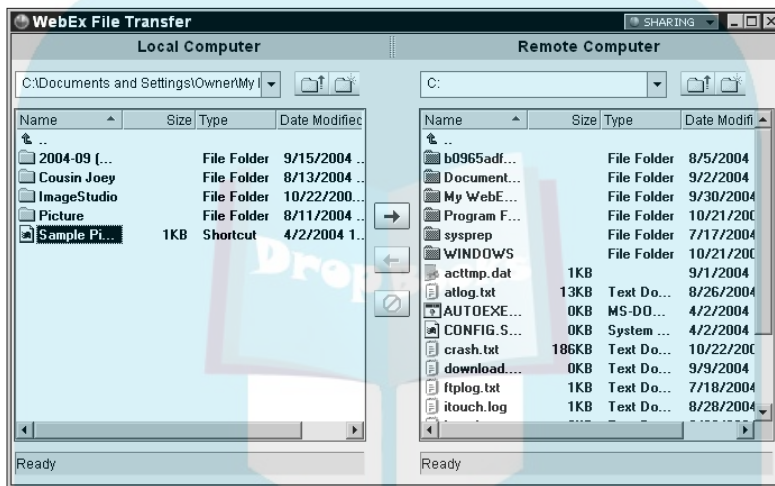 WebEx File Transfer
SHARING
Local Computer
Remote Computer
C:\Documents and Settings\Owner\My
C:
Name Size Type Date Modified
..
2004-09 (...
File Folder 9/15/2004 ..
Cousin Joey File Folder 8/13/2004 ..
ImageStudio File Folder 10/22/200...
Picture File Folder 8/11/2004 ..
Sample Pi... 1KB Shortcut 4/2/2004 1..
Name Size Type Date Modifi
..
b0965adf... File Folder 8/5/2004
Document... File Folder 9/2/2004
My WebE... File Folder 9/30/2004
Program F... File Folder 10/21/200
sysprep File Folder 7/17/2004
WINDOWS File Folder 10/21/200
acttmp.dat 1KB 9/1/2004
atlog.txt 13KB Text Do... 8/26/2004
AUTOEXE... 0KB MS-DO... 4/2/2004
CONFIG.S... 0KB System ... 4/2/2004
crash.txt 186KB Text Do... 10/22/200
download.... 0KB Text Do... 9/9/2004
ftplog.txt 1KB Text Do... 7/18/2004
itouch.log 1KB Text Do... 8/28/2004
Ready
Ready